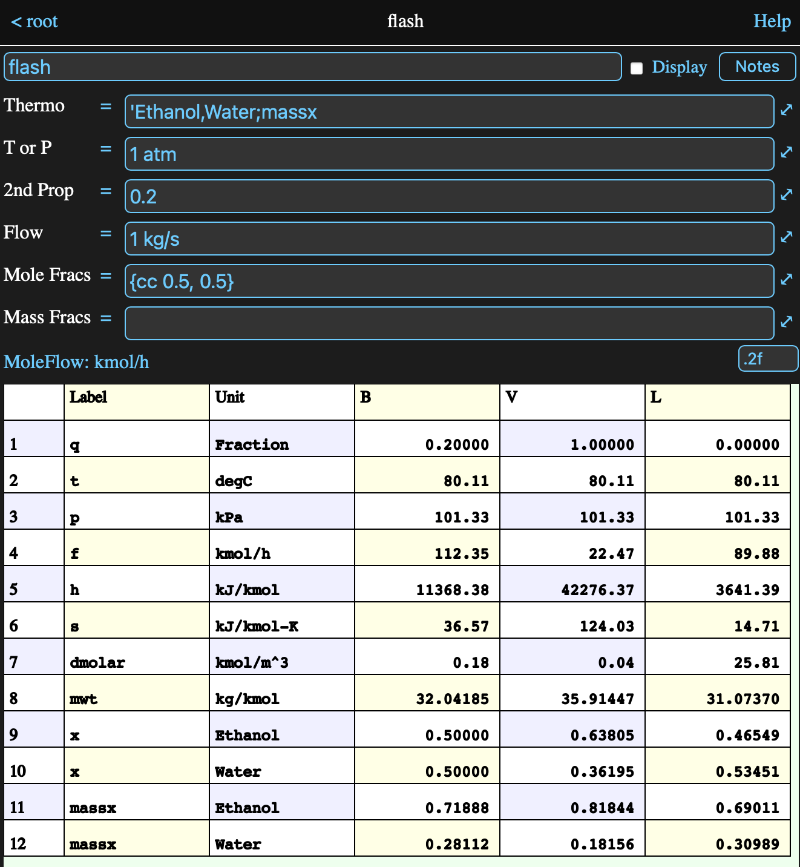 < root flash Help
flash Display Notes
Thermo = 'Ethanol,Water;massx
T or P = 1 atm
2nd Prop = 0.2
Flow = 1 kg/s
Mole Fracs = {cc 0.5, 0.5}
Mass Fracs =
MoleFlow: kmol/h .2f
Label Unit B V L
1 q Fraction 0.20000 1.00000 0.00000
2 t degC 80.11 80.11 80.11
3 p kPa 101.33 101.33 101.33
4 f kmol/h 112.35 22.47 89.88
5 h kJ/kmol 11368.38 42276.37 3641.39
6 s kJ/kmol-K 36.57 124.03 14.71
7 dmolar kmol/m^3 0.18 0.04 25.81
8 mwt kg/kmol 32.04185 35.91447 31.07370
9 x Ethanol 0.50000 0.63805 0.46549
10 x Water 0.50000 0.36195 0.53451
11 massx Ethanol 0.71888 0.81844 0.69011
12 massx Water 0.28112 0.18156 0.30989